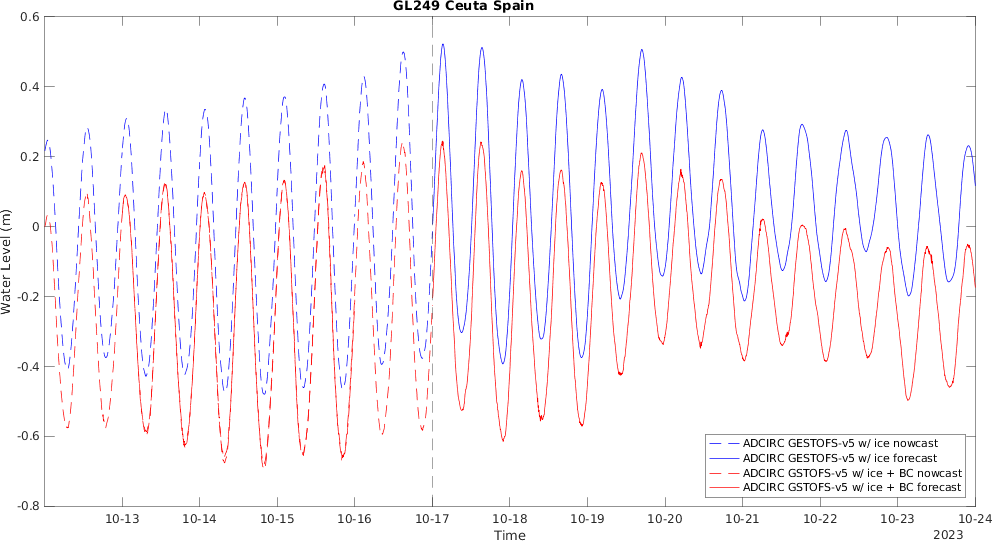 GL249 Ceuta Spain
0.6
0.4
0.2
0
-0.2
-0.4
-0.6
-0.8
Water Level (m)
10-13 10-14 10-15 10-16 10-17 10-18 10-19 10-20 10-21 10-22 10-23 10-24
Time
2023
ADCIRC GESTOFS-v5 w/ ice nowcast
ADCIRC GESTOFS-v5 w/ ice forecast
ADCIRC GSTOFS-v5 w/ ice + BC nowcast
ADCIRC GSTOFS-v5 w/ ice + BC forecast